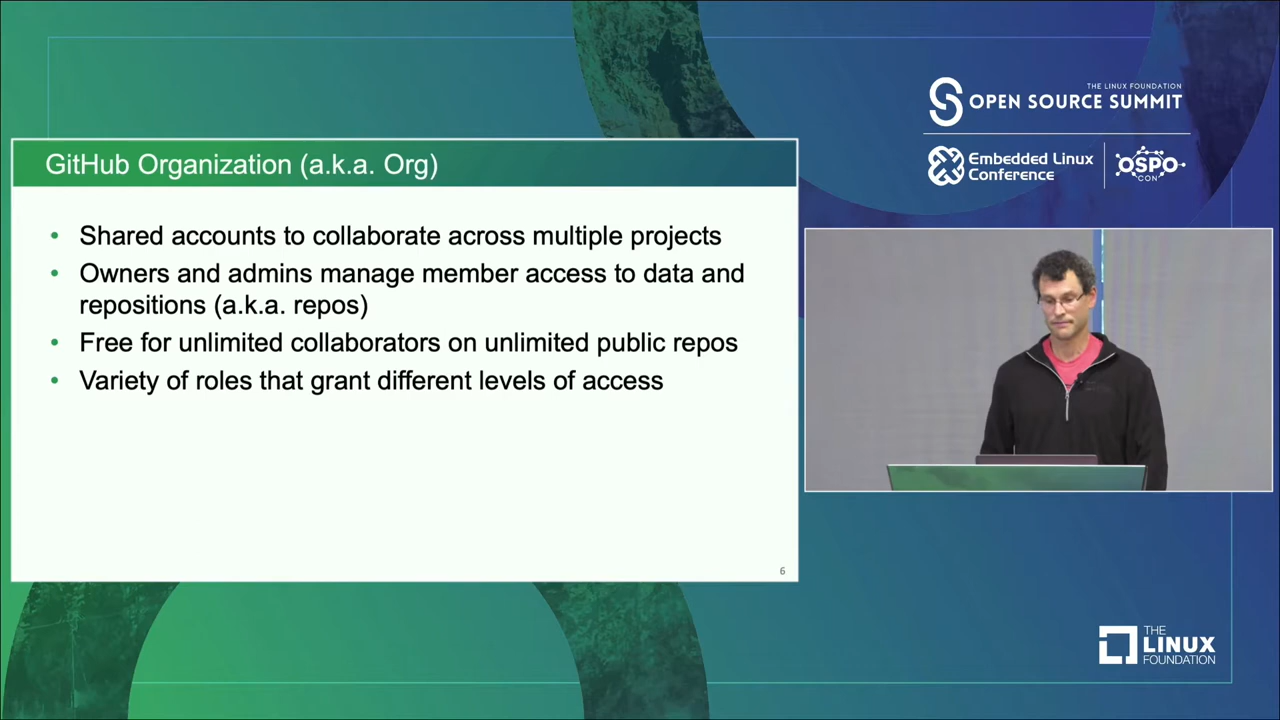 THE LINUX FOUNDATION
OPEN SOURCE SUMMIT
Embedded Linux
Conference
OSPO
CON
GitHub Organization (a.k.a. Org)
• Shared accounts to collaborate across multiple projects
• Owners and admins manage member access to data and
repositions (a.k.a. repos)
• Free for unlimited collaborators on unlimited public repos
• Variety of roles that grant different levels of access
6
THE
LINUX
FOUNDATION